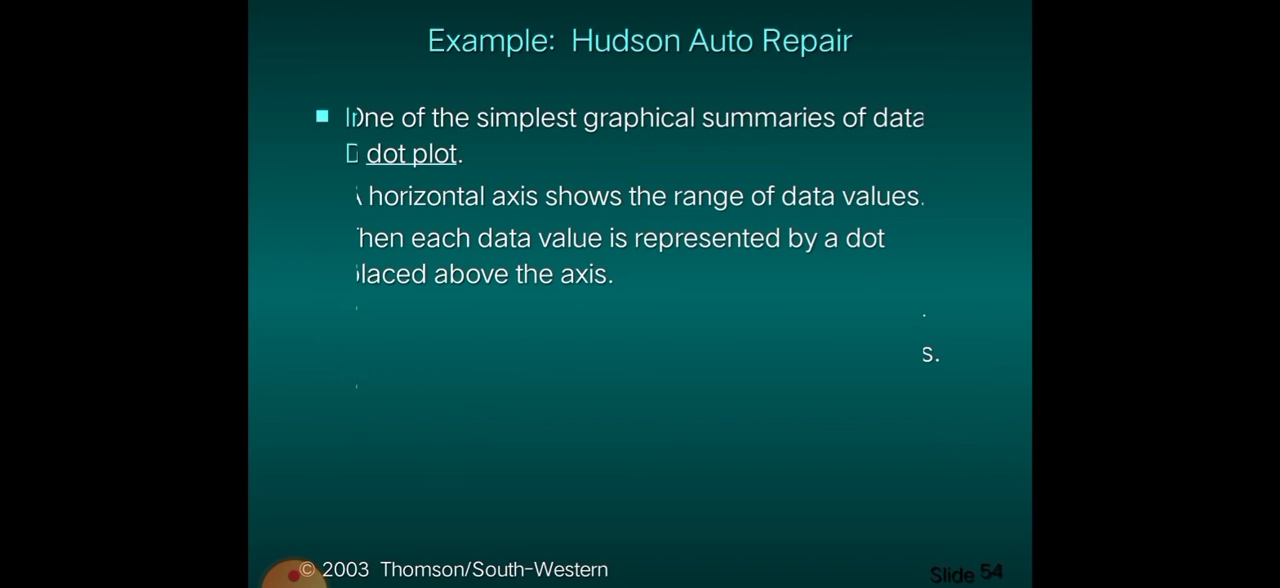 Example: Hudson Auto Repair
One of the simplest graphical summaries of data
dot plot.
horizontal axis shows the range of data values.
Then each data value is represented by a dot
placed above the axis.
s.
© 2003 Thomson/South-Western
Slide 54